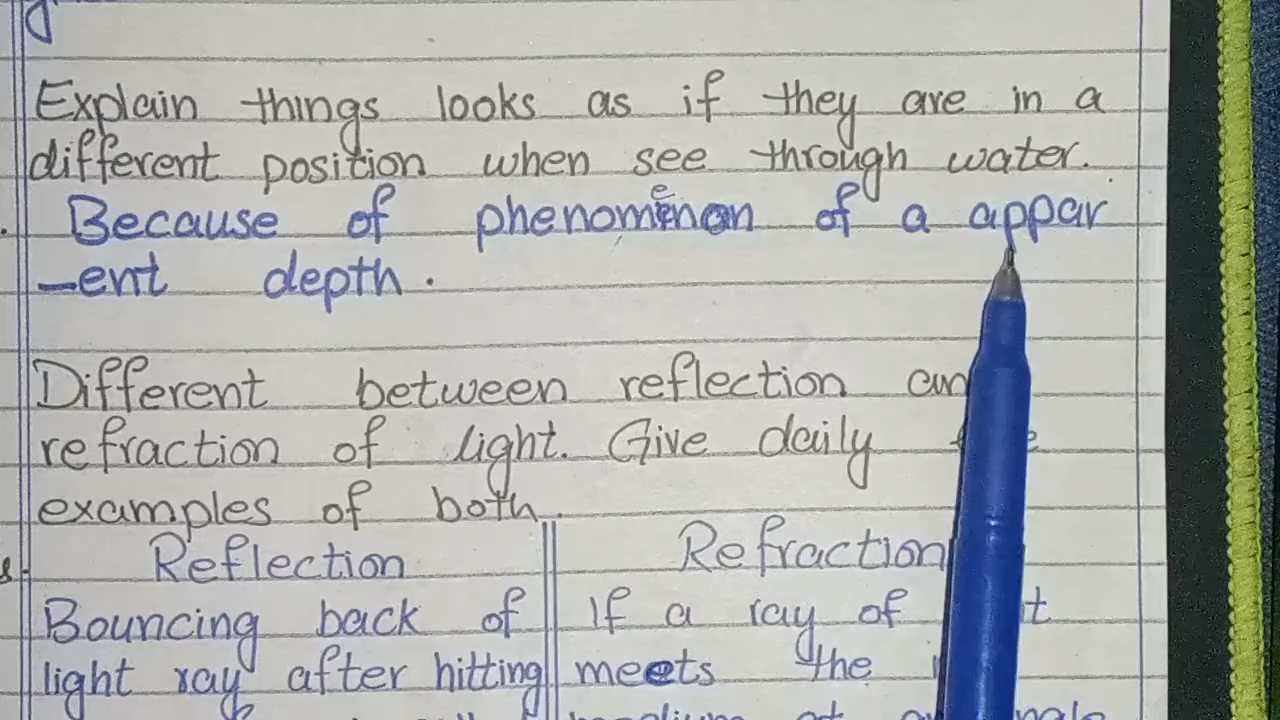 Explain things looks as if they are in a
different position when see through water.
Because of phenomenon of a appar
-ent depth.
Different between reflection an
refraction of light. Give daily
examples of both.
Reflection Refraction
Bouncing back of If a ray of
light ray after hitting meets the